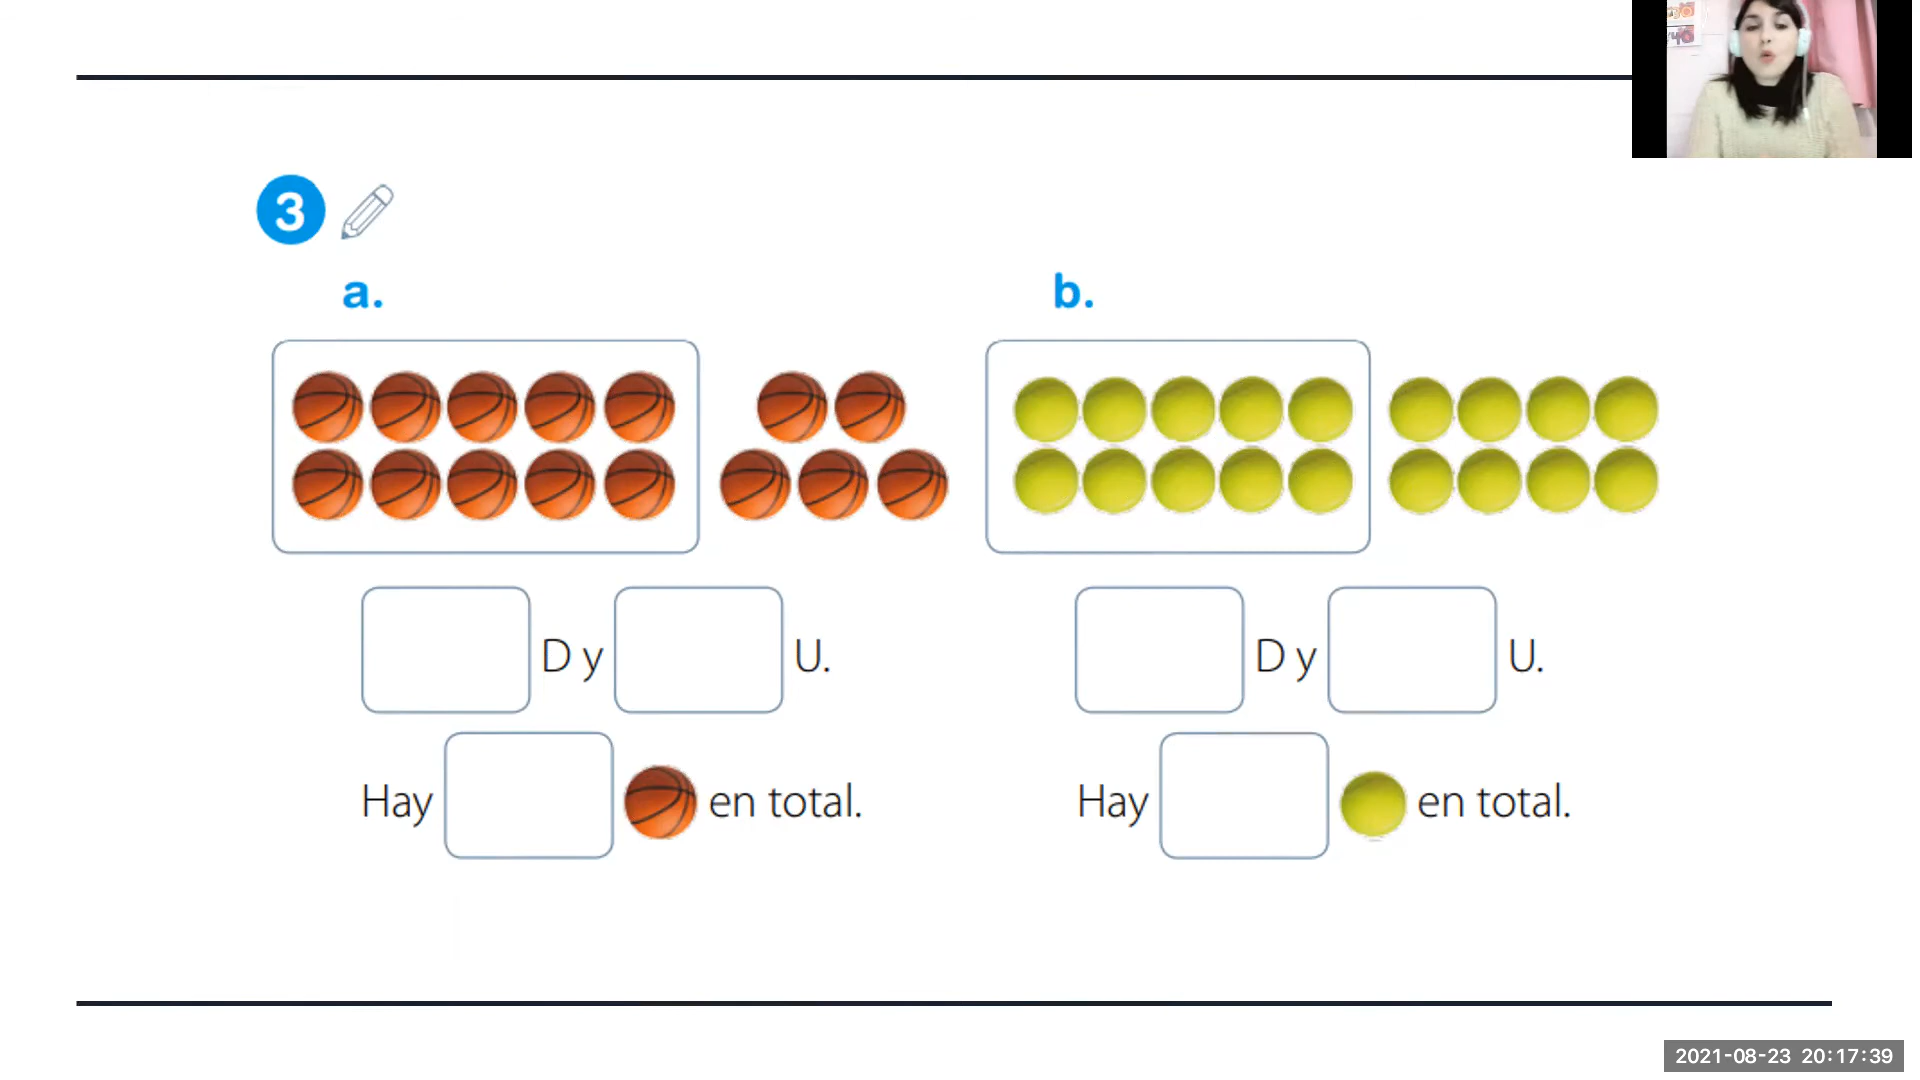 3
a.
b.
D y U.
D y U.
Hay en total.
Hay en total.
2021-08-23 20:17:39